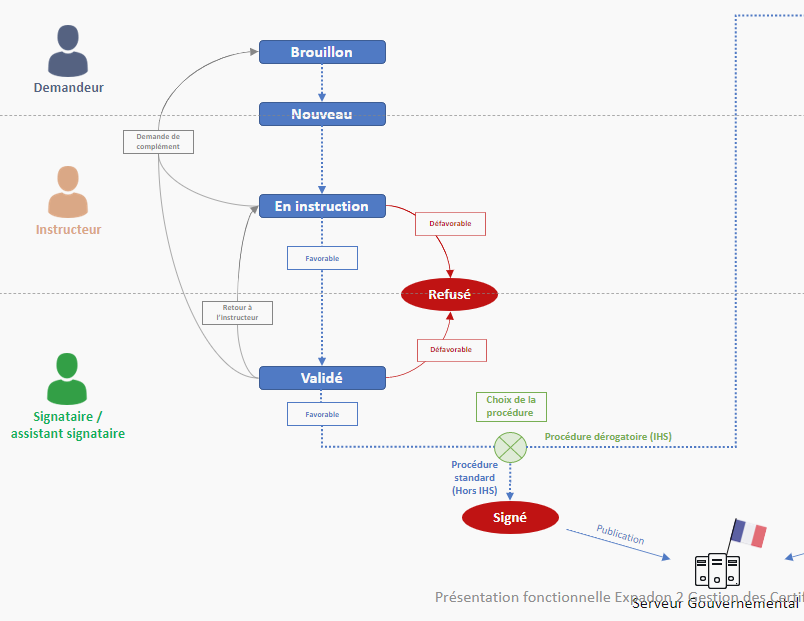 Brouillon
Demandeur
Nouveau
Demande de
complément
En instruction
Instructeur
Défavorable
Favorable
Refusé
Retour à
l'instructeur
Défavorable
Validé
Favorable
Signataire /
assistant signataire
Choix de la
procédure
Procédure dérogatoire (IHS)
Procédure
standard
(Hors IHS)
Signé
Publication
Présentation fonctionnelle Expadon 2 Gestion des
Serveur Gouvernemental